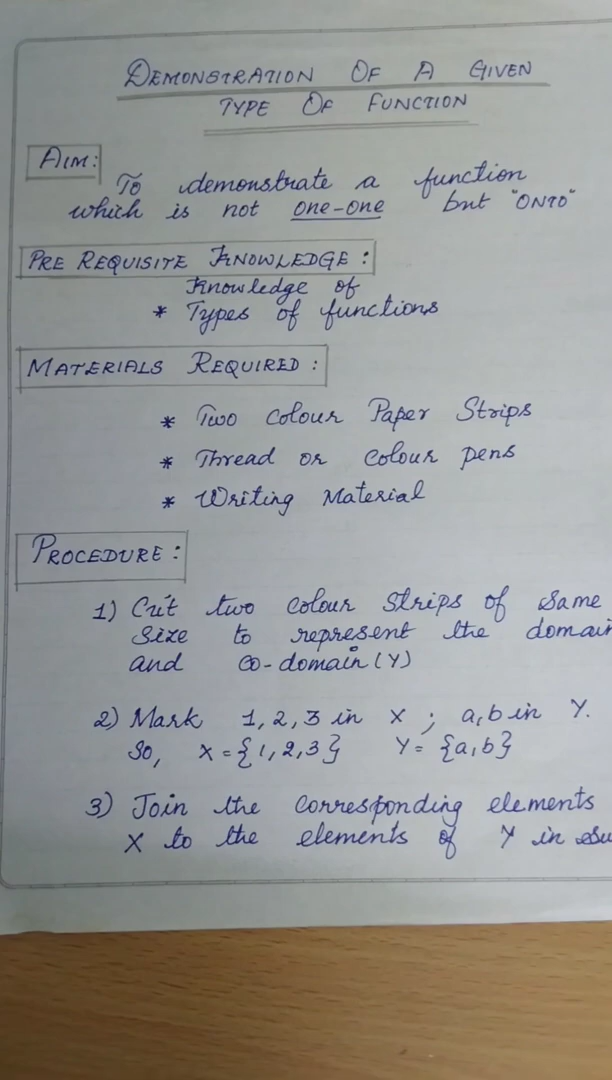 DEMONSTRATION OF A GIVEN
TYPE OF FUNCTION
AIM:
To demonstrate a function
which is not one-one but "ONTO"
PRE REQUISITE KNOWLEDGE:
Knowledge of
* Types of functions
MATERIALS REQUIRED:
* Two Colour Paper Strips
* Thread or Colour pens
* Writing Material
PROCEDURE:
1) Cut two colour strips of same
size to represent the domain
and co-domain (Y)
2) Mark 1, 2, 3 in X ; a, b in Y.
So, X = {1, 2, 3} Y = {a, b}
3) Join the corresponding elements
X to the elements of Y in